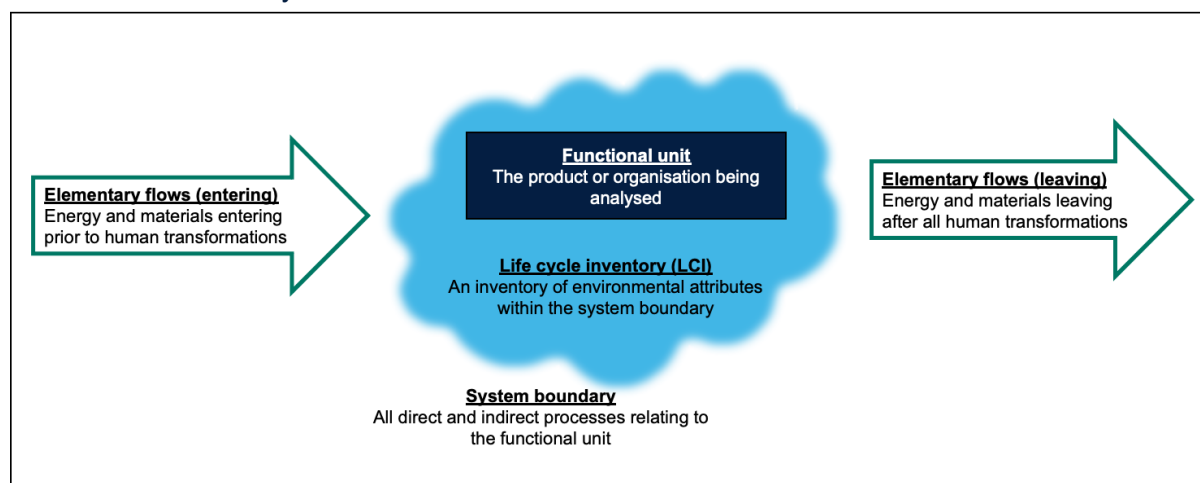 Elementary flows (entering)
Energy and materials entering
prior to human transformations
Functional unit
The product or organisation being
analysed
Life cycle inventory (LCI)
An inventory of environmental attributes
within the system boundary
System boundary
All direct and indirect processes relating to
the functional unit
Elementary flows (leaving)
Energy and materials leaving
after all human transformations